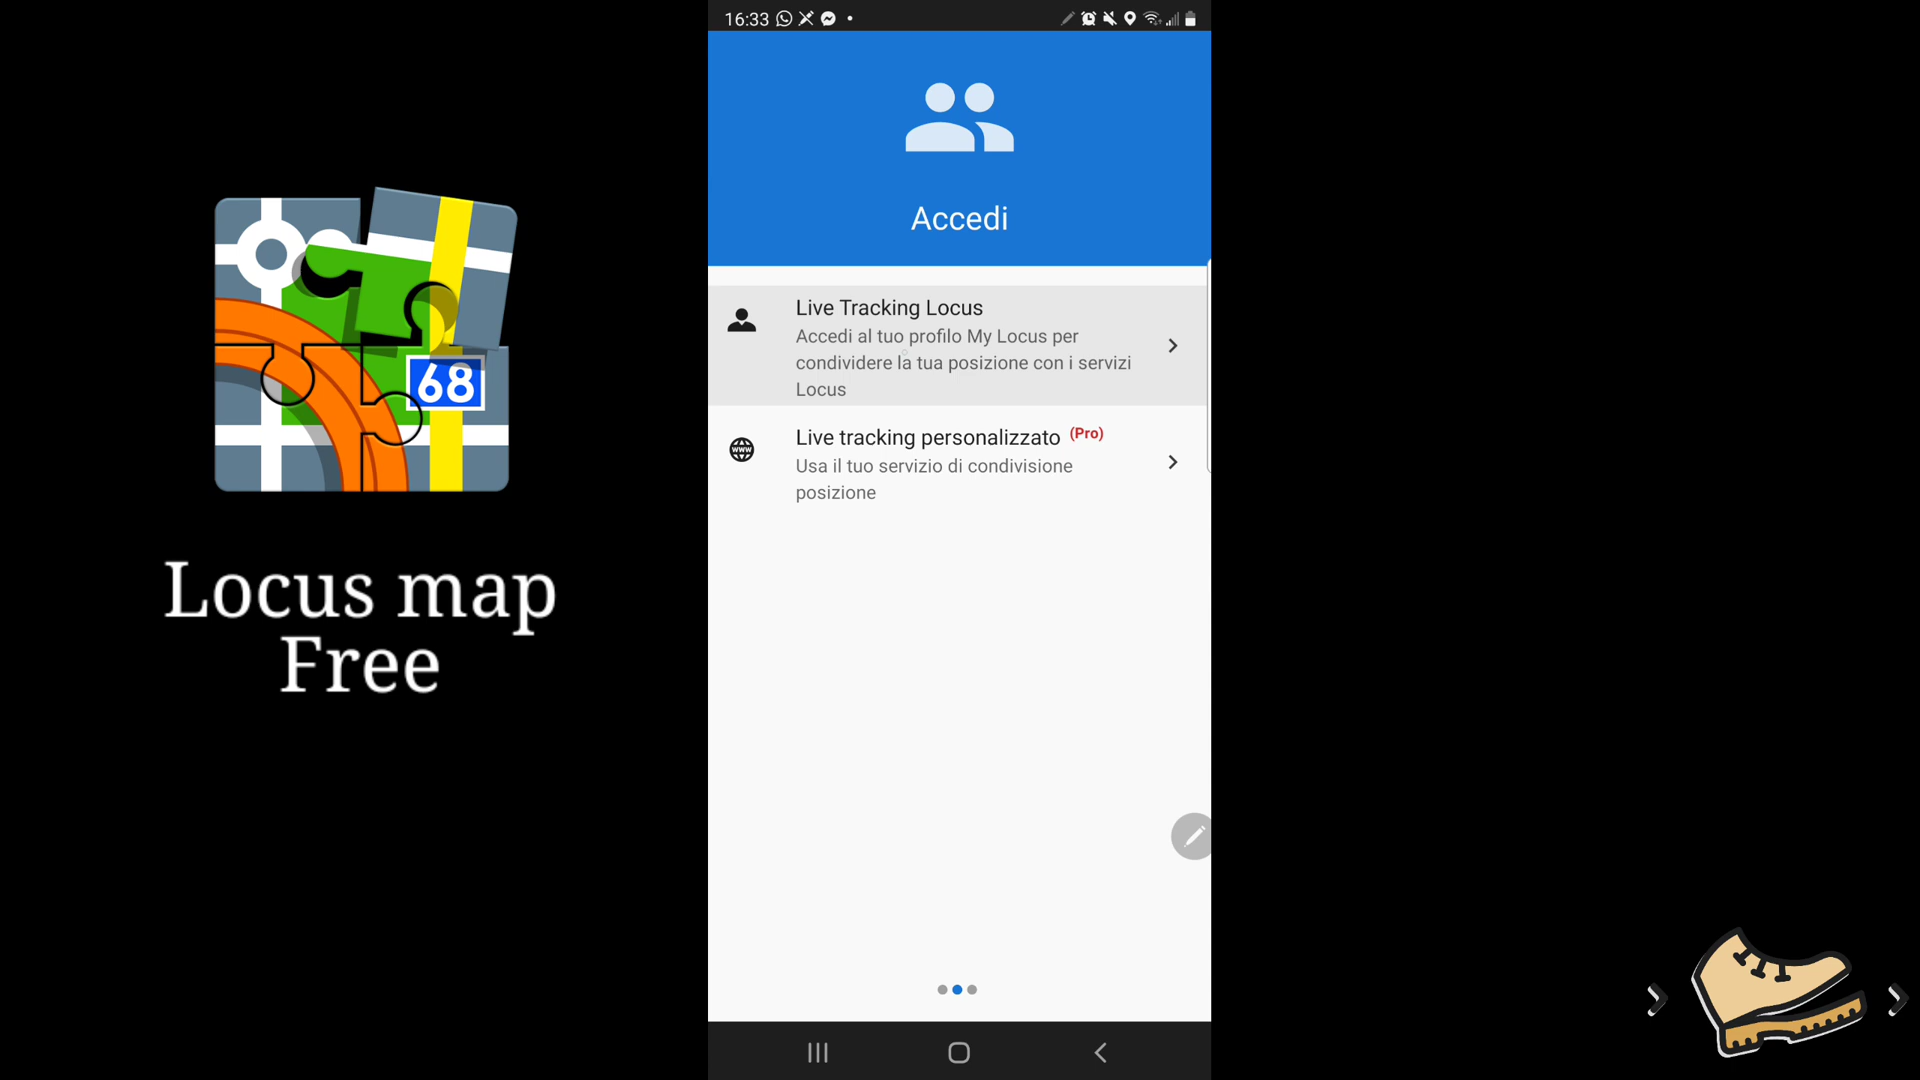 16:33
Accedi
Live Tracking Locus
Accedi al tuo profilo My Locus per
condividere la tua posizione con i servizi
Locus
Live tracking personalizzato (Pro)
Usa il tuo servizio di condivisione
posizione
68
Locus map
Free
www